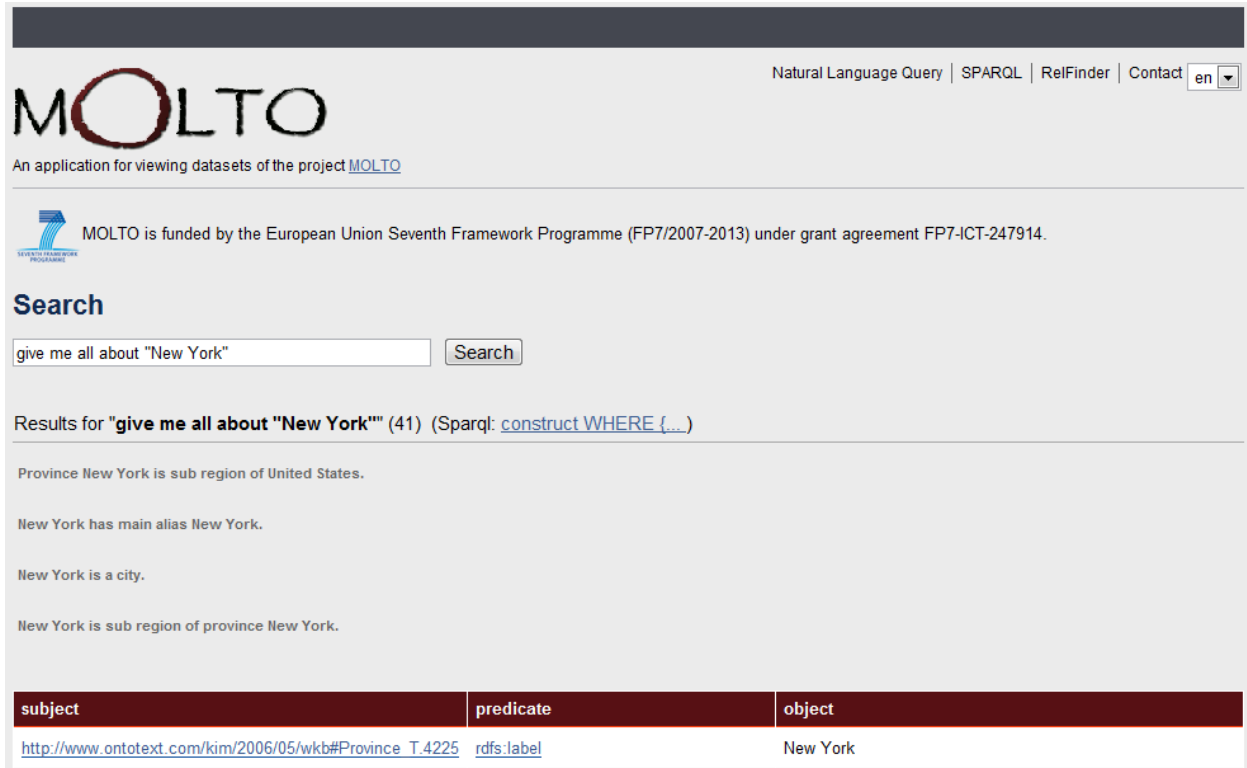 Natural Language Query | SPARQL | RelFinder | Contact en
MOLTO
An application for viewing datasets of the project MOLTO
7
SEVENTH FRAMEWORK
PROGRAMME
MOLTO is funded by the European Union Seventh Framework Programme (FP7/2007-2013) under grant agreement FP7-ICT-247914.
Search
give me all about "New York" Search
Results for "give me all about "New York"" (41) (Sparql: construct WHERE {... )
Province New York is sub region of United States.
New York has main alias New York.
New York is a city.
New York is sub region of province New York.
subject predicate object
http://www.ontotext.com/kim/2006/05/wkb#Province_T.4225 rdfs:label New York